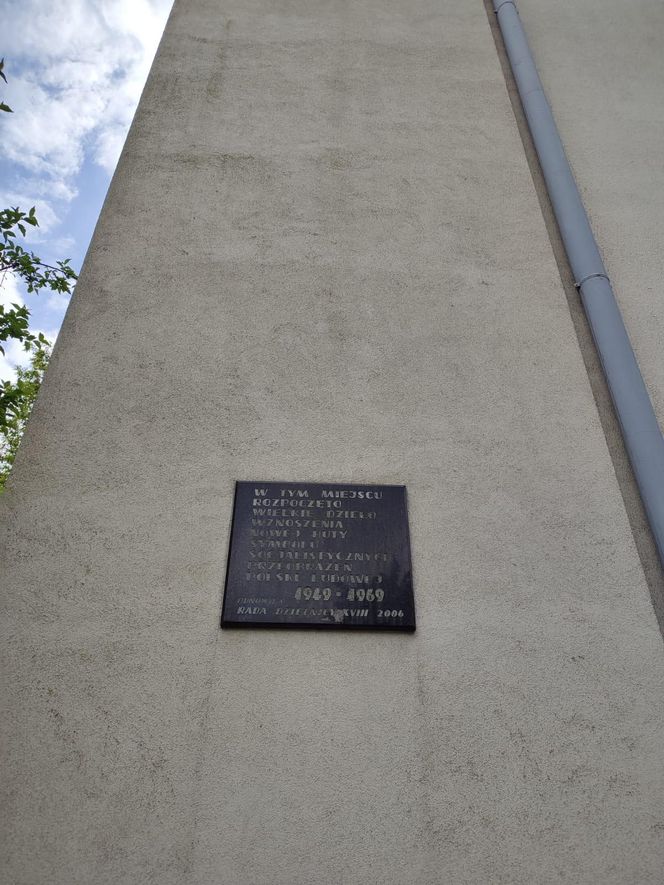 W TYM MIEJSCU
ROZPOCZĘTO
WIELKIE DZIEŁO
WZNOSZENIA
NOWEJ HUTY
SYMBOLU
SOCJALISTYCZNYCH
PRZEOBRAŻEŃ
POLSKI LUDOWEJ
1949 - 1969
ODNOWIŁA
RADA DZIELNICY XVIII 2006